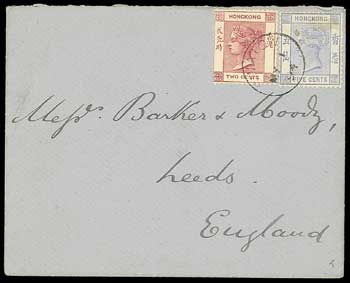 HONGKONG
TWO CENTS
HONGKONG
FIVE CENTS
Messrs. Barker & Moody,
Leeds.
England